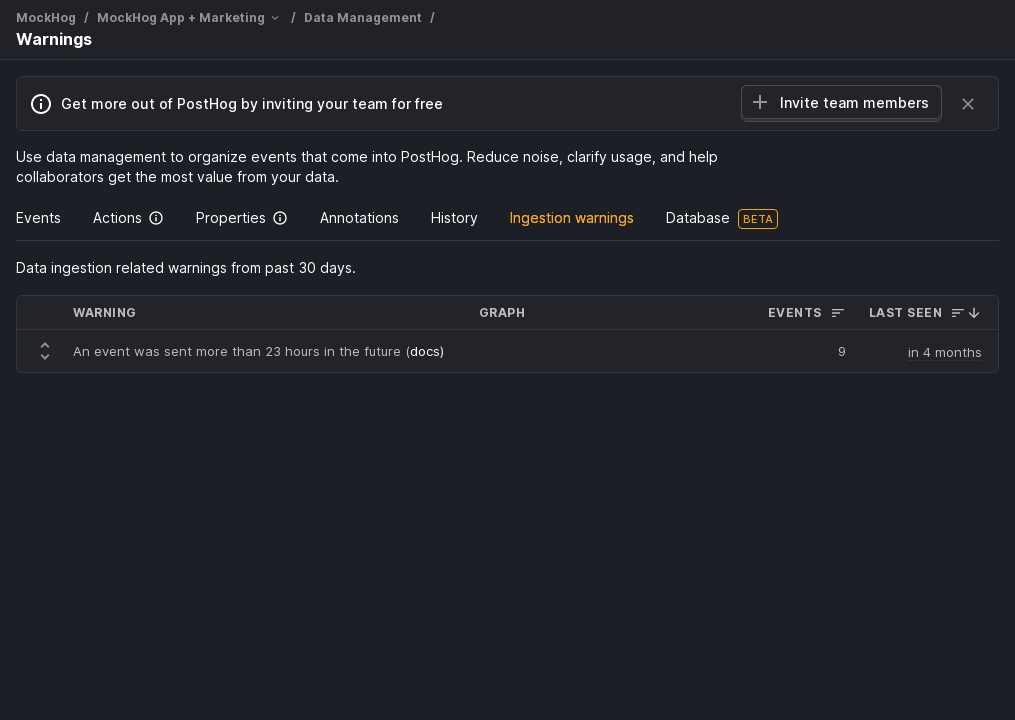 MockHog / MockHog App + Marketing / Data Management /
Warnings
Get more out of PostHog by inviting your team for free
Invite team members
Use data management to organize events that come into PostHog. Reduce noise, clarify usage, and help
collaborators get the most value from your data.
Events Actions Properties Annotations History Ingestion warnings Database BETA
Data ingestion related warnings from past 30 days.
WARNING GRAPH EVENTS LAST SEEN
An event was sent more than 23 hours in the future (docs) 9 in 4 months